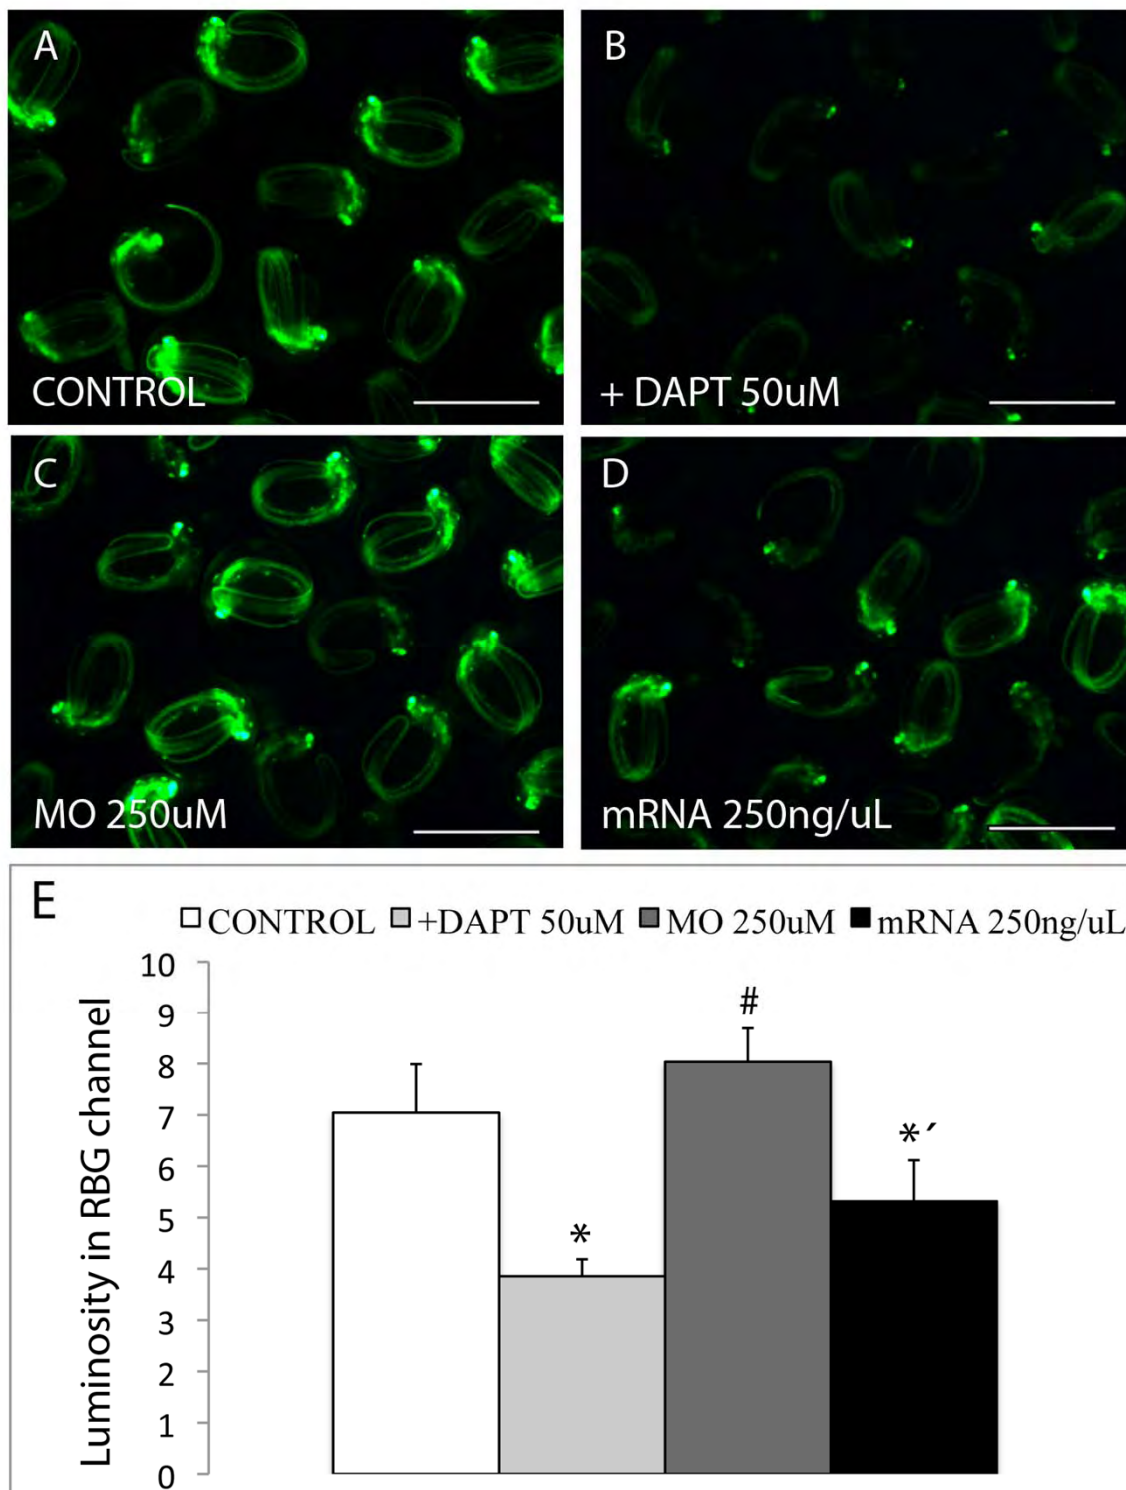 A
CONTROL
B
+ DAPT 50uM
C
MO 250uM
D
mRNA 250ng/uL
E
CONTROL +DAPT 50uM MO 250uM mRNA 250ng/uL
Luminosity in RBG channel
10
9
8
7
6
5
4
3
2
1
0
*
#
*´